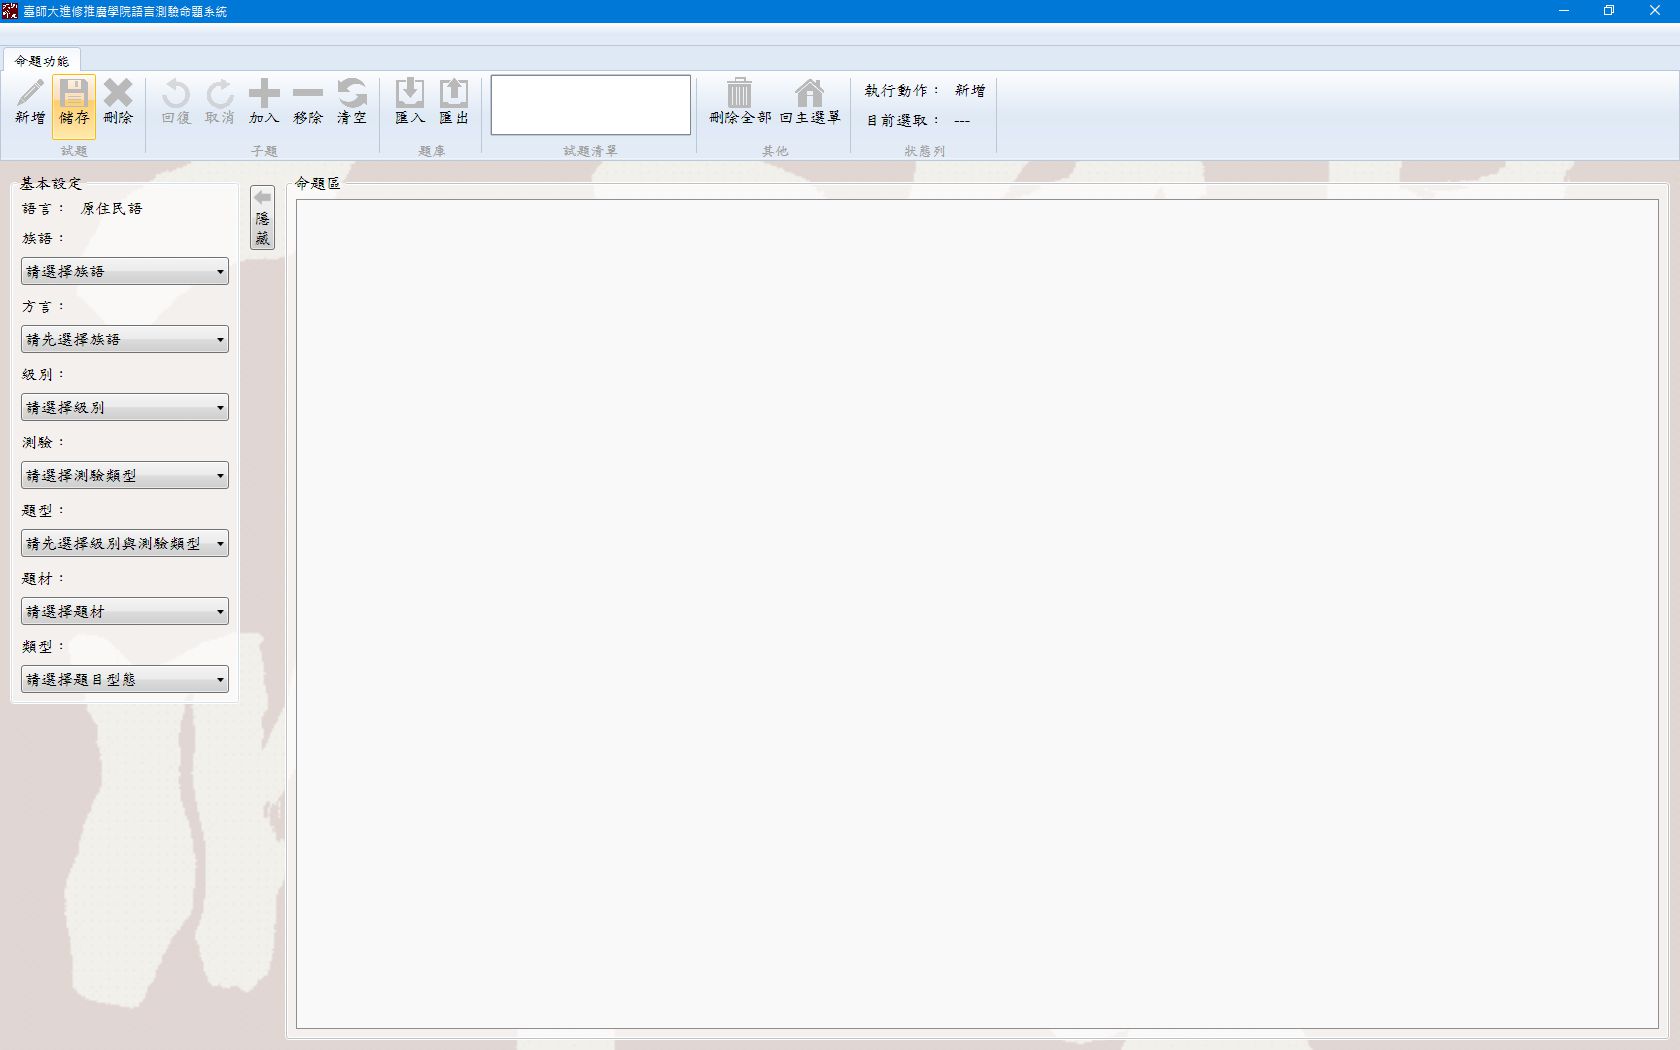 臺師大進修推廣學院語言測驗命題系統
命題功能
新增 儲存 刪除 回復 取消 加入 移除 清空 匯入 匯出 刪除全部 回主選單
執行動作： 新增
目前選取： ---
試題 子題 題庫 試題清單 其他 狀態列
基本設定
語言： 原住民語
族語：
請選擇族語
方言：
請先選擇族語
級別：
請選擇級別
測驗：
請選擇測驗類型
題型：
請先選擇級別與測驗類型
題材：
請選擇題材
類型：
請選擇題目型態
隱藏
命題區